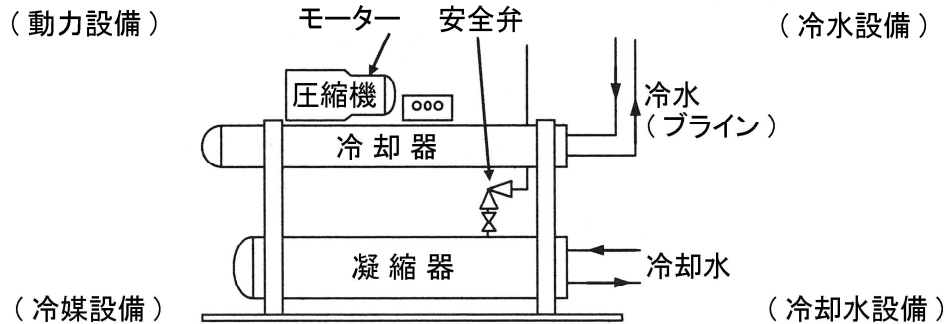 （動力設備）
モーター
安全弁
（冷水設備）
圧縮機
冷水
（ブライン）
冷却器
凝縮器
冷却水
（冷媒設備）
（冷却水設備）